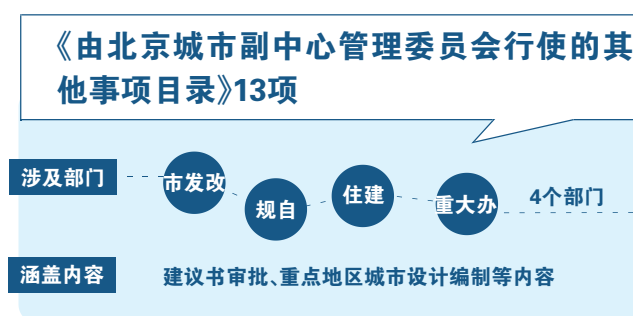 《由北京城市副中心管理委员会行使的其
他事项目录》13项
涉及部门
市发改
规自
住建
重大办
4个部门
涵盖内容
建议书审批、重点地区城市设计编制等内容